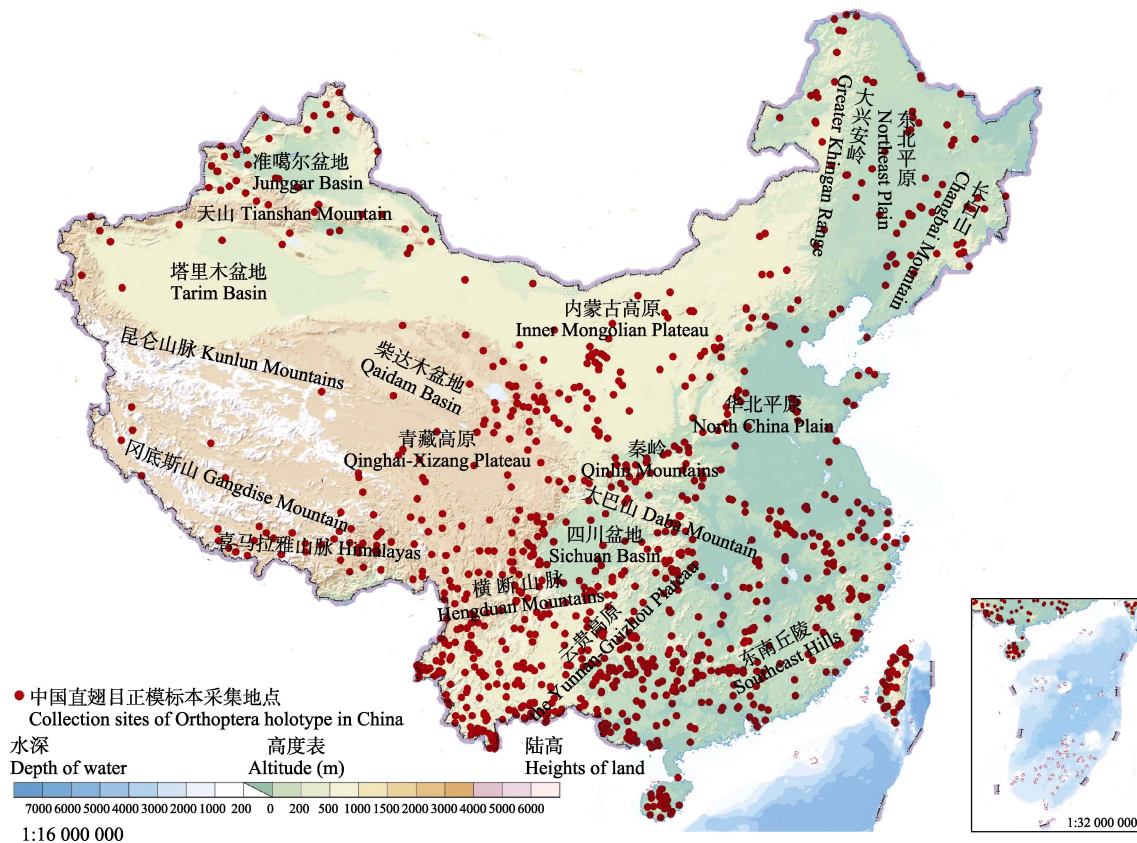 大兴安岭
Greater Khingan Range
东北平原
Northeast Plain
长白山
Changbai Mountain
准噶尔盆地
Junggar Basin
天山 Tianshan Mountain
塔里木盆地
Tarim Basin
内蒙古高原
Inner Mongolian Plateau
昆仑山脉 Kunlun Mountains
柴达木盆地
Qaidam Basin
华北平原
North China Plain
青藏高原
Qinghai-Xizang Plateau
秦岭
Qinlin Mountains
冈底斯山 Gangdise Mountain
大巴山 Daba Mountain
四川盆地
Sichuan Basin
喜马拉雅山脉 Himalayas
横断山脉
Hengduan Mountains
云贵高原
the Yunnan-Guizhou Plateau
东南丘陵
Southeast Hills
中国直翅目正模标本采集地点
Collection sites of Orthoptera holotype in China
水深 高度表 陆高
Depth of water Altitude (m) Heights of land
7000 6000 5000 4000 3000 2000 1000 200 0 200 500 1000 1500 2000 3000 4000 5000 6000
1:16 000 000
1:32 000 000